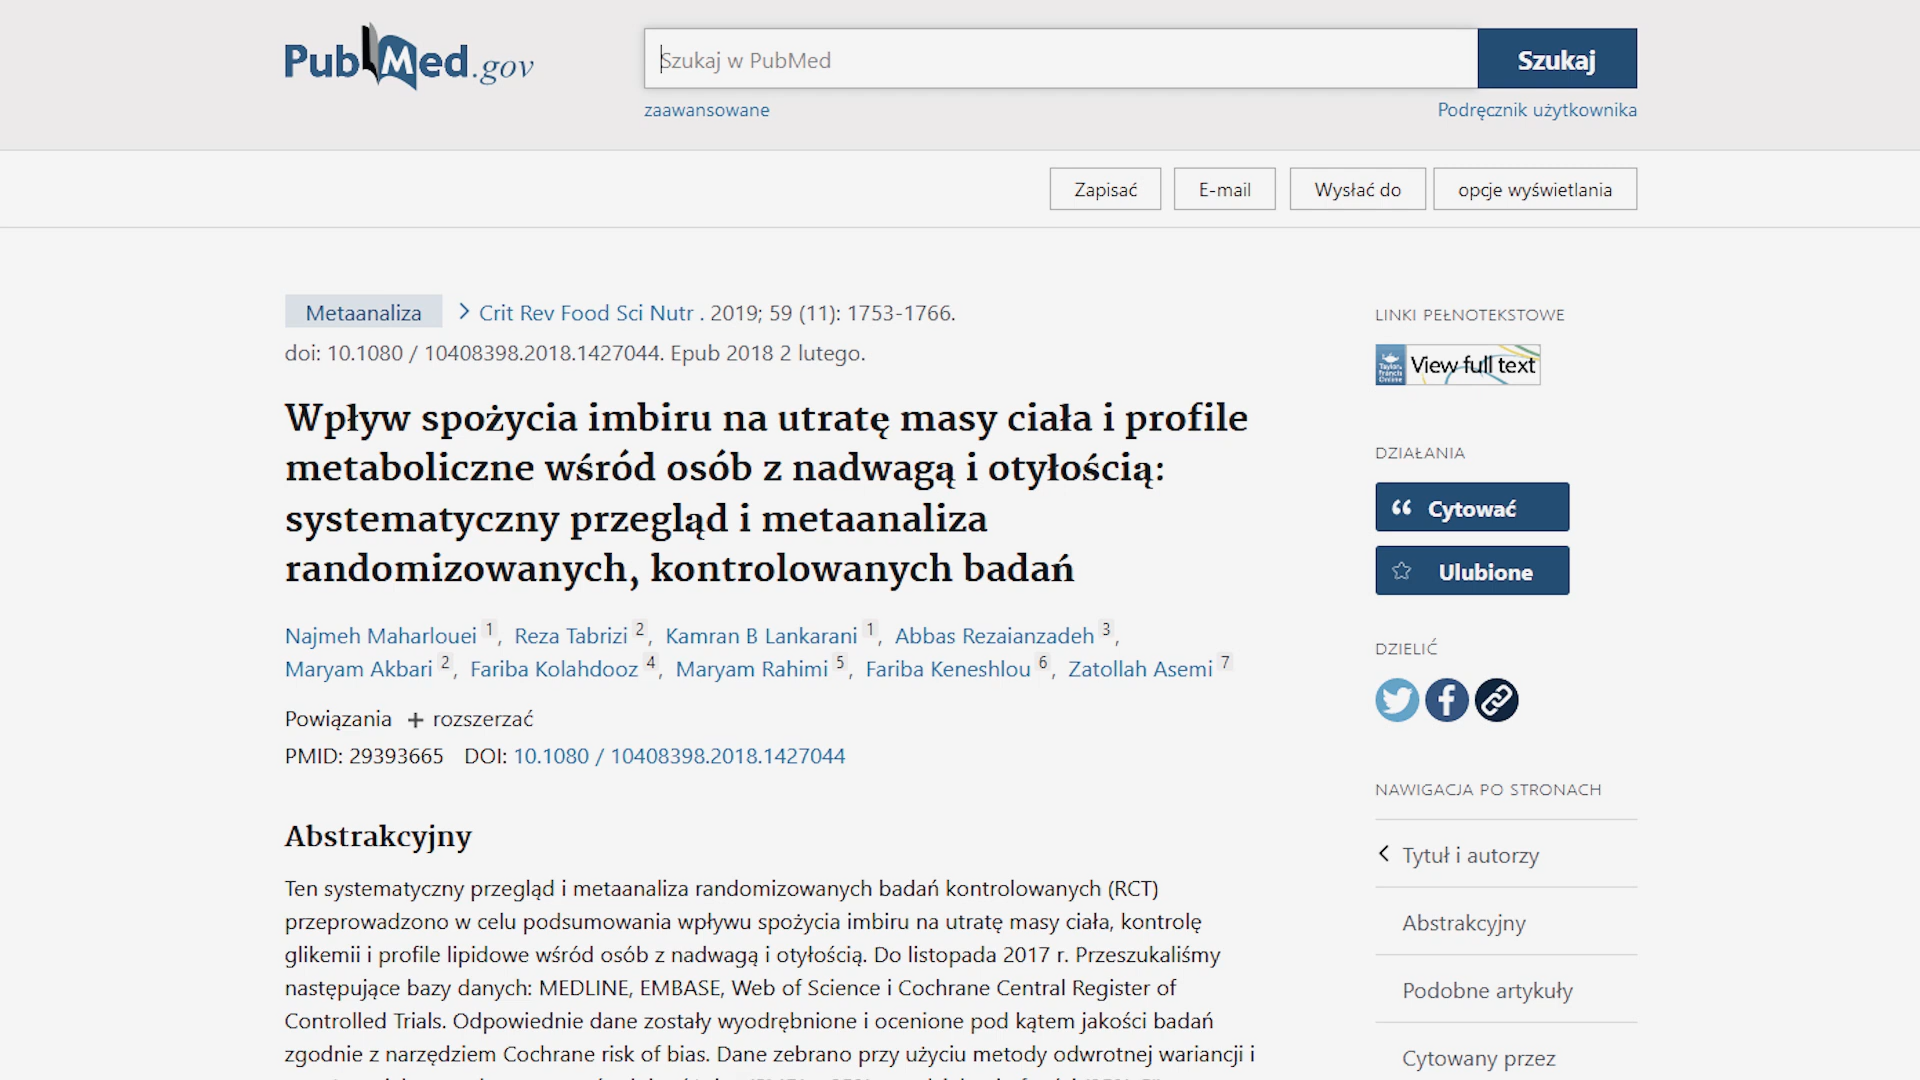 PubMed.gov
Szukaj w PubMed
Szukaj
zaawansowane
Podręcznik użytkownika
Zapisać
E-mail
Wysłać do
opcje wyświetlania
Metaanaliza
Crit Rev Food Sci Nutr . 2019; 59 (11): 1753-1766.
doi: 10.1080 / 10408398.2018.1427044. Epub 2018 2 lutego.
Wpływ spożycia imbiru na utratę masy ciała i profile
metaboliczne wśród osób z nadwagą i otyłością:
systematyczny przegląd i metaanaliza
randomizowanych, kontrolowanych badań
Najmeh Maharlouei 1, Reza Tabrizi 2, Kamran B Lankarani 1, Abbas Rezaianzadeh 3,
Maryam Akbari 2, Fariba Kolahdooz 4, Maryam Rahimi 5, Fariba Keneshlou 6, Zatollah Asemi 7
Powiązania + rozszerzać
PMID: 29393665 DOI: 10.1080 / 10408398.2018.1427044
Abstrakcyjny
Ten systematyczny przegląd i metaanaliza randomizowanych badań kontrolowanych (RCT)
przeprowadzono w celu podsumowania wpływu spożycia imbiru na utratę masy ciała, kontrolę
glikemii i profile lipidowe wśród osób z nadwagą i otyłością. Do listopada 2017 r. Przeszukaliśmy
następujące bazy danych: MEDLINE, EMBASE, Web of Science i Cochrane Central Register of
Controlled Trials. Odpowiednie dane zostały wyodrębnione i ocenione pod kątem jakości badań
zgodnie z narzędziem Cochrane risk of bias. Dane zebrano przy użyciu metody odwrotnej wariancji i
LINKI PEŁNOTEKSTOWE
Taylor & Francis Online
View full text
DZIAŁANIA
Cytować
Ulubione
DZIELIĆ
NAWIGACJA PO STRONACH
Tytuł i autorzy
Abstrakcyjny
Podobne artykuły
Cytowany przez